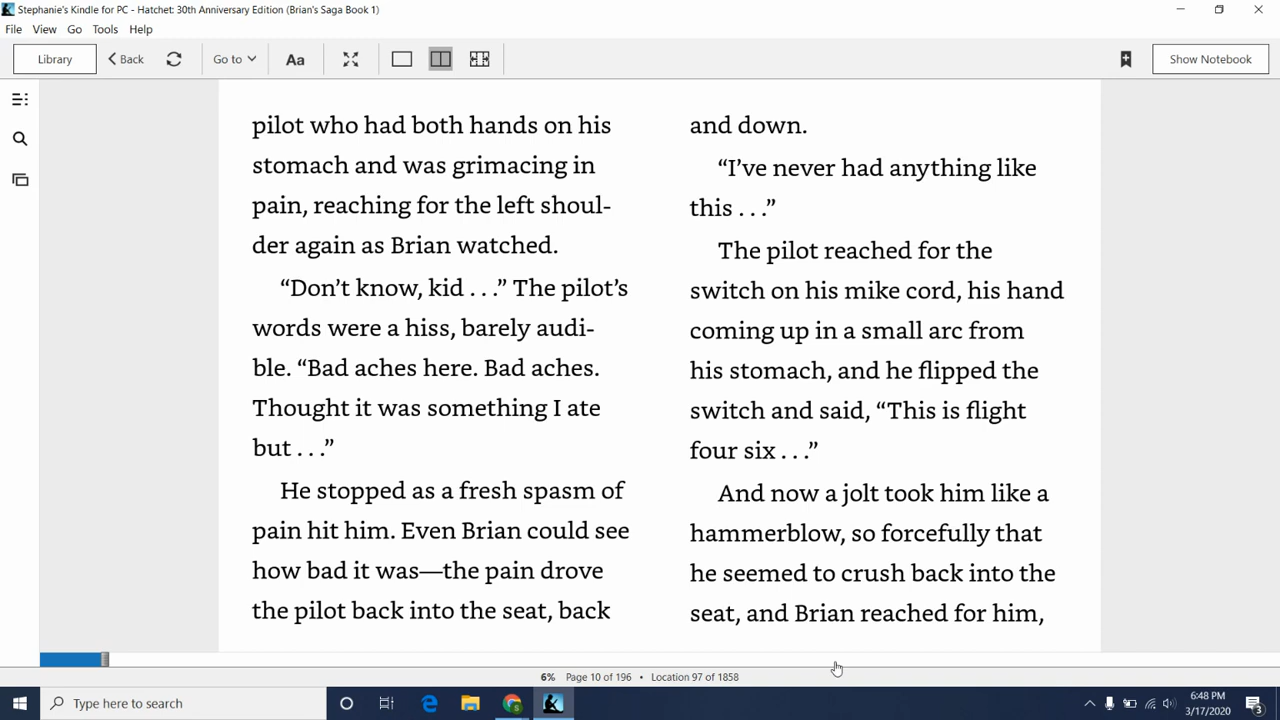 Stephanie's Kindle for PC - Hatchet: 30th Anniversary Edition (Brian's Saga Book 1)
File View Go Tools Help
Library Back Go to Aa Show Notebook
pilot who had both hands on his
stomach and was grimacing in
pain, reaching for the left shoul-
der again as Brian watched.
“Don’t know, kid . . .” The pilot’s
words were a hiss, barely audi-
ble. “Bad aches here. Bad aches.
Thought it was something I ate
but . . .”
He stopped as a fresh spasm of
pain hit him. Even Brian could see
how bad it was—the pain drove
the pilot back into the seat, back
and down.
“I’ve never had anything like
this . . .”
The pilot reached for the
switch on his mike cord, his hand
coming up in a small arc from
his stomach, and he flipped the
switch and said, “This is flight
four six . . .”
And now a jolt took him like a
hammerblow, so forcefully that
he seemed to crush back into the
seat, and Brian reached for him,
6% Page 10 of 196 • Location 97 of 1858
Type here to search
6:48 PM
3/17/2020
3